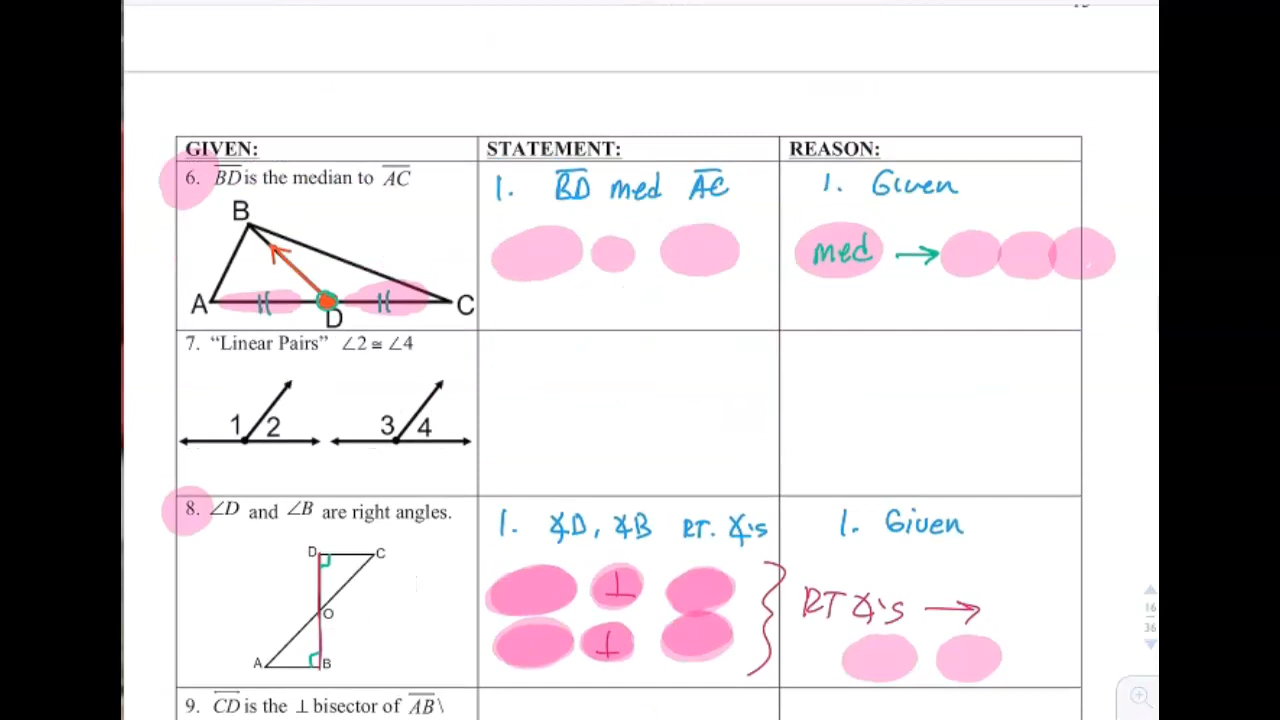 GIVEN: STATEMENT: REASON:
6. BD is the median to AC
1. BD med AC
1. Given
B
med →
A D C
7. “Linear Pairs” ∠2 ≅ ∠4
1 2 3 4
8. ∠D and ∠B are right angles.
1. ∡D, ∡B RT. ∡'s
1. Given
D C
⊥
RT ∡'s →
O
⊥
A B
9. CD is the ⊥ bisector of AB\
16
36